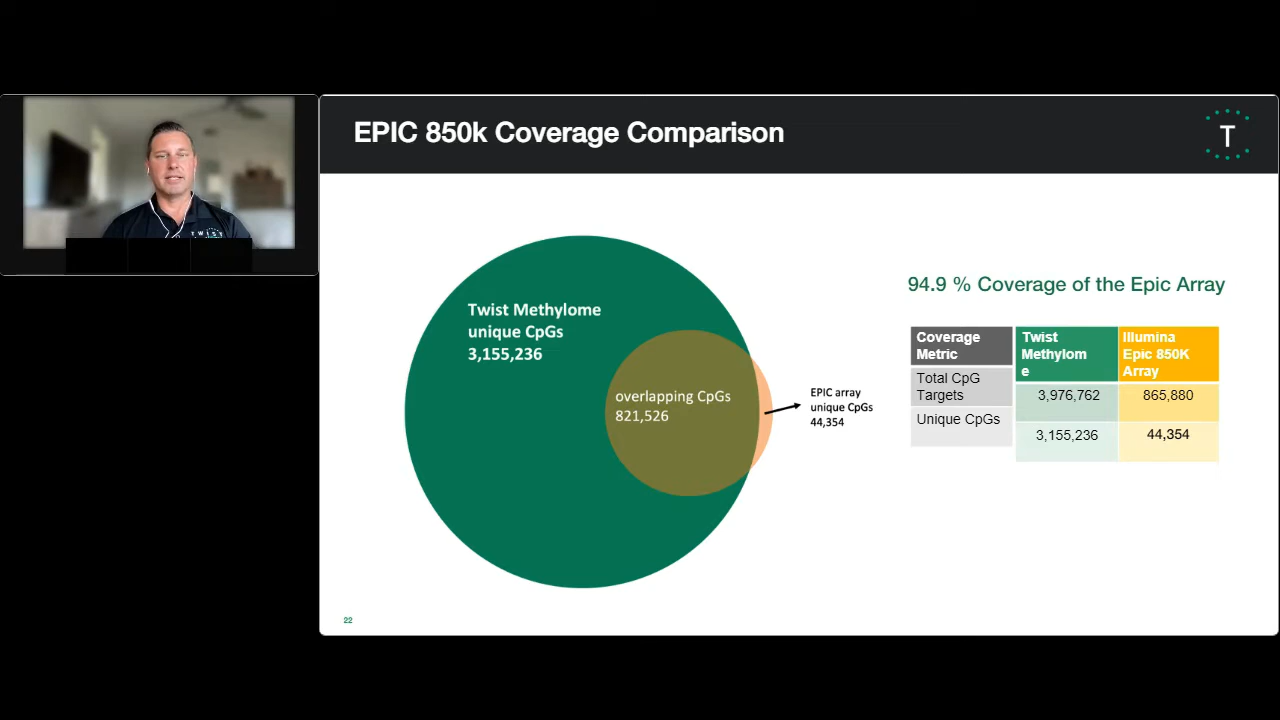 EPIC 850k Coverage Comparison
T
TWIST
Twist Methylome
unique CpGs
3,155,236
overlapping CpGs
821,526
EPIC array
unique CpGs
44,354
94.9 % Coverage of the Epic Array
Coverage
Metric
Twist
Methylom
e
Illumina
Epic 850K
Array
Total CpG
Targets
3,976,762
865,880
Unique CpGs
3,155,236
44,354
22